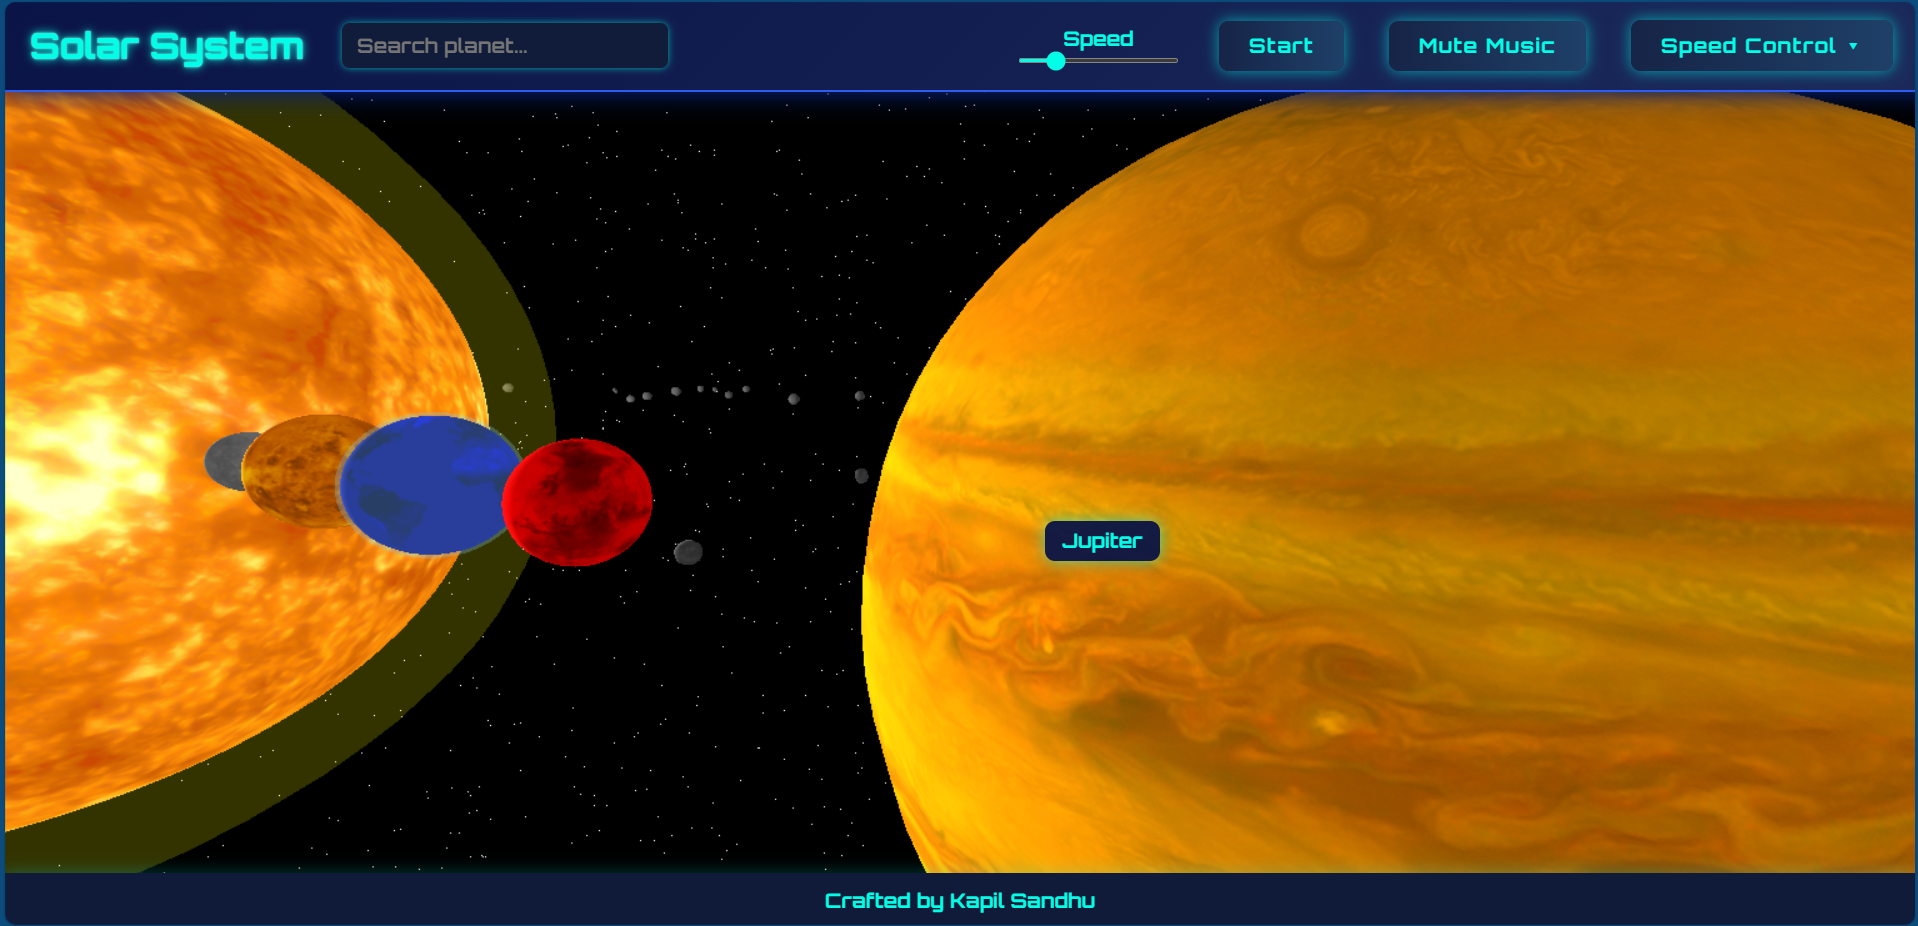 Solar System
Search planet...
Speed
Start
Mute Music
Speed Control ▼
Jupiter
Crafted by Kapil Sandhu